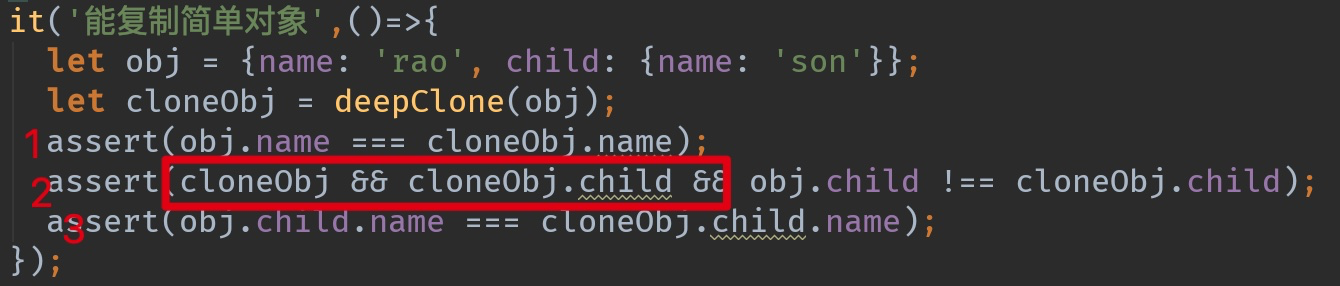 it('能复制简单对象',()=>{
let obj = {name: 'rao', child: {name: 'son'}};
let cloneObj = deepClone(obj);
1 assert(obj.name === cloneObj.name);
2 assert(cloneObj && cloneObj.child && obj.child !== cloneObj.child);
3 assert(obj.child.name === cloneObj.child.name);
});